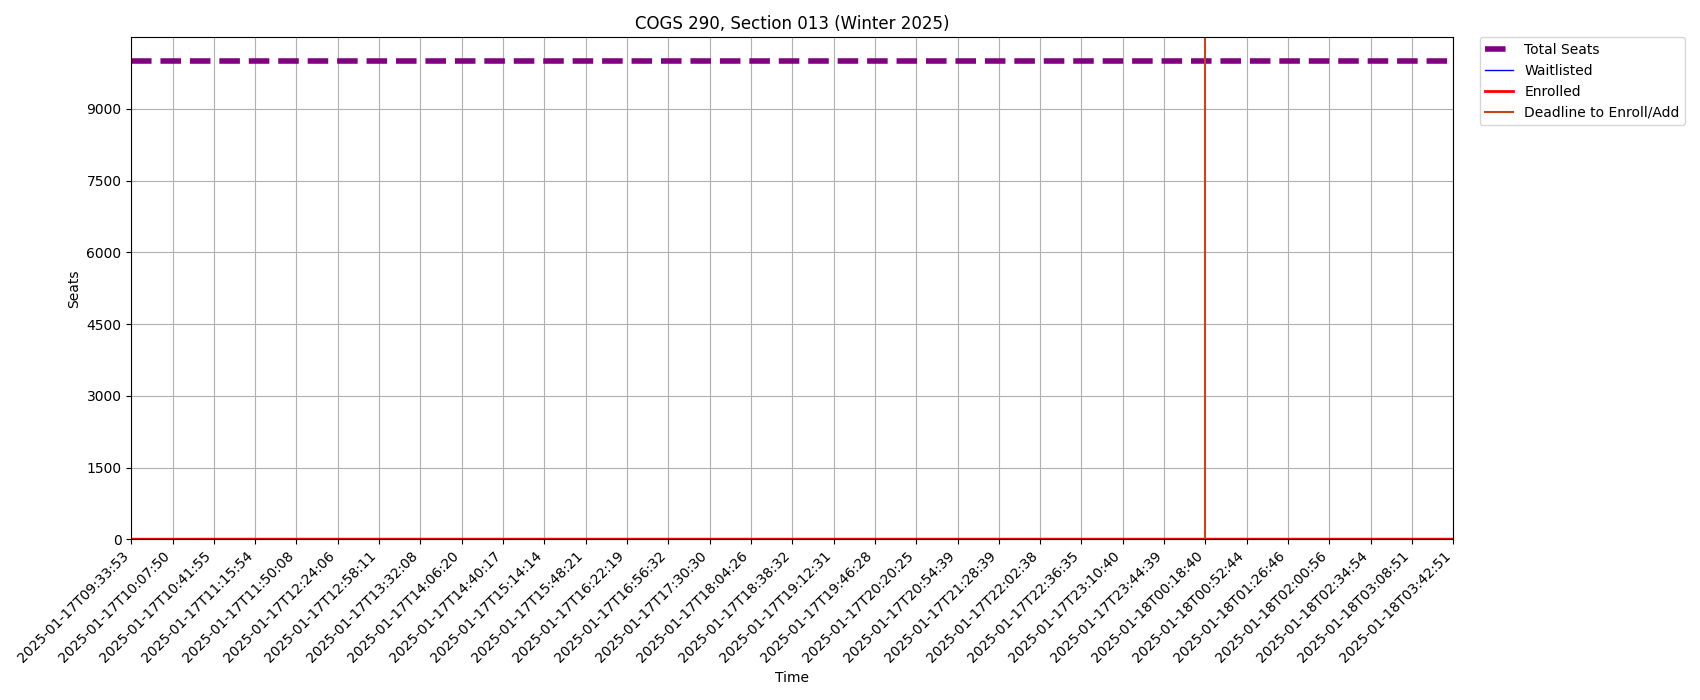 COGS 290, Section 013 (Winter 2025)
Total Seats
Waitlisted
Enrolled
Deadline to Enroll/Add
9000
7500
6000
4500
3000
1500
0
Seats
2025-01-17T09:33:53
2025-01-17T10:07:50
2025-01-17T10:41:55
2025-01-17T11:15:54
2025-01-17T11:50:08
2025-01-17T12:24:06
2025-01-17T12:58:11
2025-01-17T13:32:08
2025-01-17T14:06:20
2025-01-17T14:40:17
2025-01-17T15:14:14
2025-01-17T15:48:21
2025-01-17T16:22:19
2025-01-17T16:56:32
2025-01-17T17:30:30
2025-01-17T18:04:26
2025-01-17T18:38:32
2025-01-17T19:12:31
2025-01-17T19:46:28
2025-01-17T20:20:25
2025-01-17T20:54:39
2025-01-17T21:28:39
2025-01-17T22:02:38
2025-01-17T22:36:35
2025-01-17T23:10:40
2025-01-17T23:44:39
2025-01-18T00:18:40
2025-01-18T00:52:44
2025-01-18T01:26:46
2025-01-18T02:00:56
2025-01-18T02:34:54
2025-01-18T03:08:51
2025-01-18T03:42:51
Time